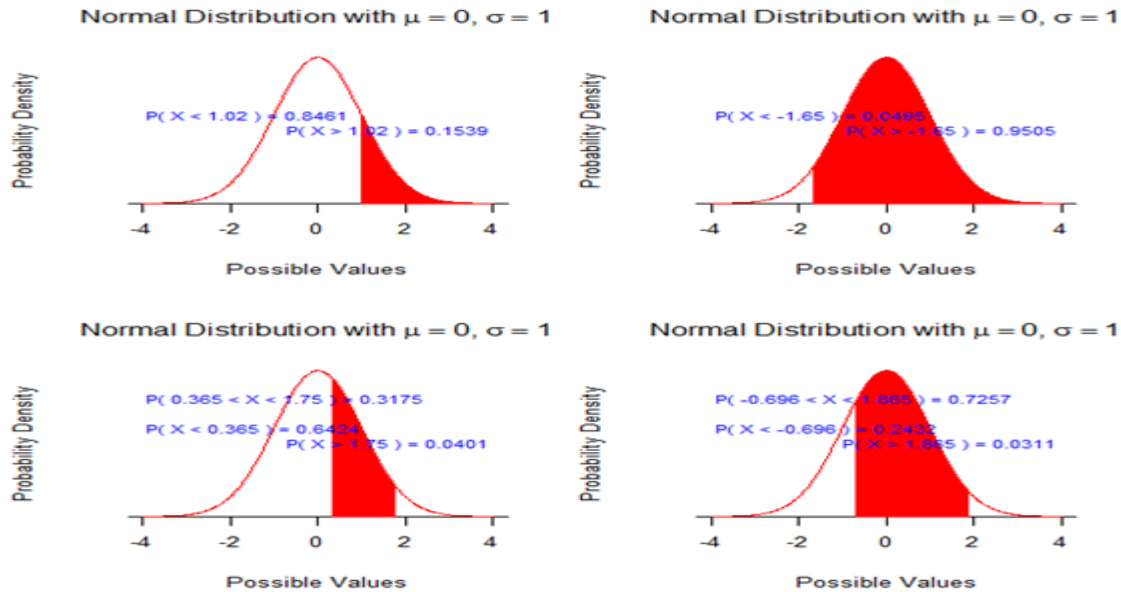 Normal Distribution with μ = 0, σ = 1
Probability Density
P( X < 1.02 ) = 0.8461
P( X > 1.02 ) = 0.1539
-4 -2 0 2 4
Possible Values
Normal Distribution with μ = 0, σ = 1
Probability Density
P( X < -1.65 ) = 0.0495
P( X > -1.65 ) = 0.9505
-4 -2 0 2 4
Possible Values
Normal Distribution with μ = 0, σ = 1
Probability Density
P( 0.365 < X < 1.75 ) = 0.3175
P( X < 0.365 ) = 0.6424
P( X > 1.75 ) = 0.0401
-4 -2 0 2 4
Possible Values
Normal Distribution with μ = 0, σ = 1
Probability Density
P( -0.696 < X < 1.865 ) = 0.7257
P( X < -0.696 ) = 0.2432
P( X > 1.865 ) = 0.0311
-4 -2 0 2 4
Possible Values